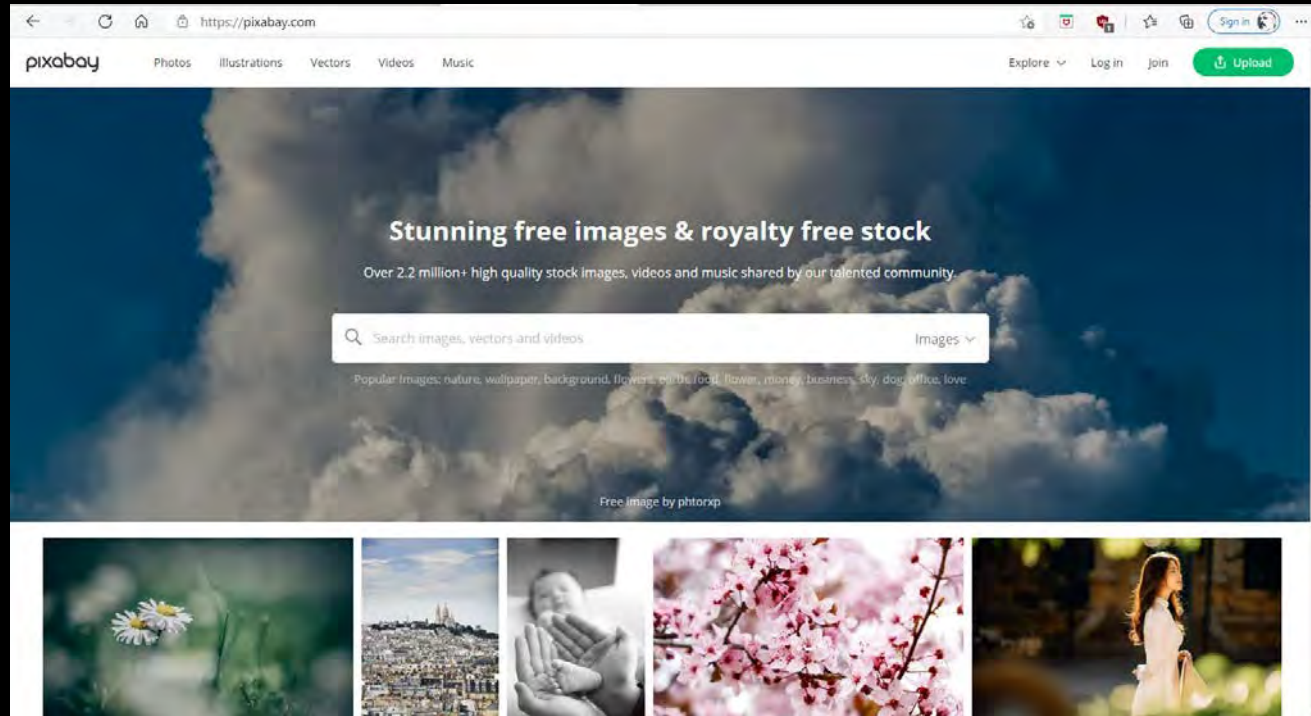 https://pixabay.com
Sign in
pixabay Photos Illustrations Vectors Videos Music Explore Log in Join Upload
Stunning free images & royalty free stock
Over 2.2 million+ high quality stock images, videos and music shared by our talented community.
Search images, vectors and videos Images
Popular Images: nature, wallpaper, background, flowers, earth, food, flower, money, business, sky, dog, office, love
Free image by phtorxp